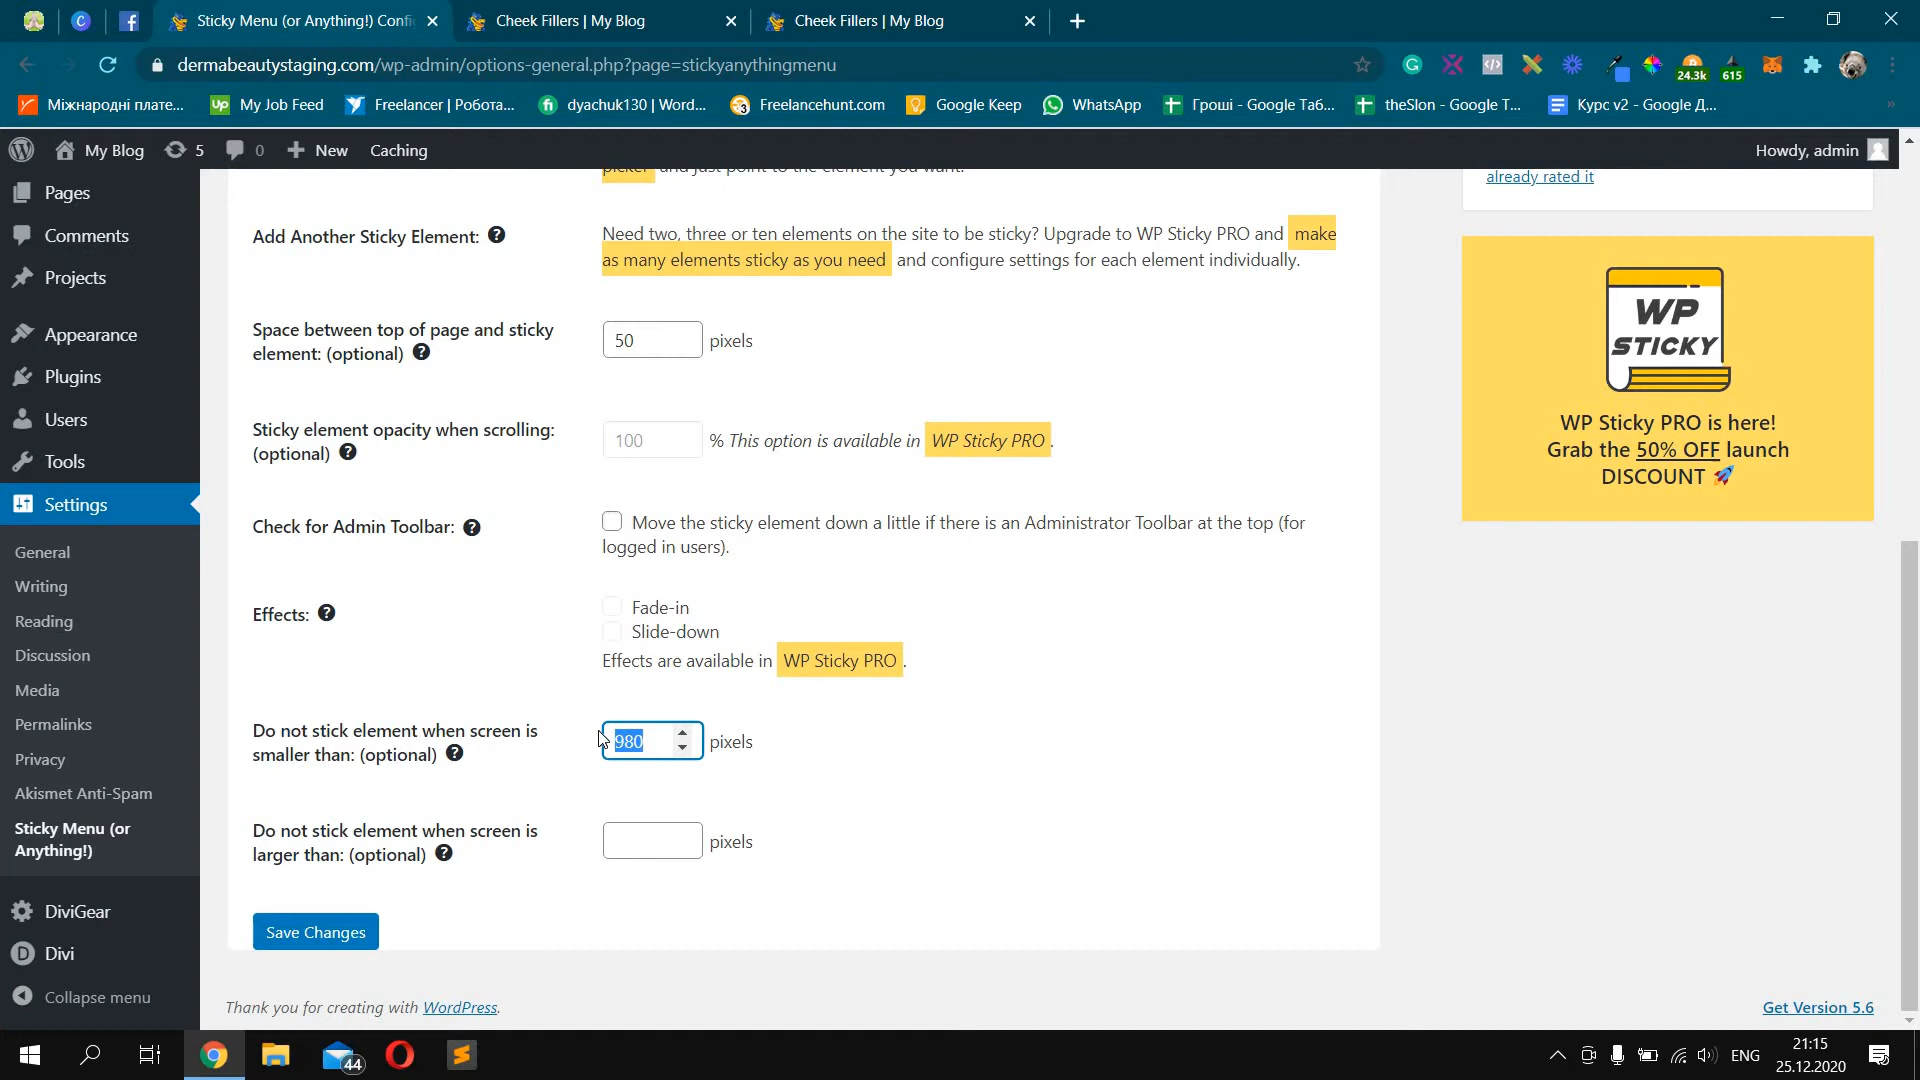 Sticky Menu (or Anything!) Confi
Cheek Fillers | My Blog
Cheek Fillers | My Blog
dermabeautystaging.com/wp-admin/options-general.php?page=stickyanythingmenu
24.3k
615
Міжнародні плате...
My Job Feed
Freelancer | Робота...
dyachuk130 | Word...
Freelancehunt.com
Google Keep
WhatsApp
Гроші - Google Таб...
theSlon - Google Т...
Курс v2 - Google Д...
My Blog
5
0
New
Caching
Howdy, admin
Pages
Comments
Projects
Appearance
Plugins
Users
Tools
Settings
General
Writing
Reading
Discussion
Media
Permalinks
Privacy
Akismet Anti-Spam
Sticky Menu (or
Anything!)
DiviGear
Divi
Collapse menu
picker and just point to the element you want.
Add Another Sticky Element:
Need two, three or ten elements on the site to be sticky? Upgrade to WP Sticky PRO and make
as many elements sticky as you need and configure settings for each element individually.
Space between top of page and sticky
element: (optional)
50 pixels
Sticky element opacity when scrolling:
(optional)
100 % This option is available in WP Sticky PRO.
Check for Admin Toolbar:
Move the sticky element down a little if there is an Administrator Toolbar at the top (for
logged in users).
Effects:
Fade-in
Slide-down
Effects are available in WP Sticky PRO.
Do not stick element when screen is
smaller than: (optional)
980 pixels
Do not stick element when screen is
larger than: (optional)
pixels
Save Changes
already rated it
WP
STICKY
WP Sticky PRO is here!
Grab the 50% OFF launch
DISCOUNT 🚀
Thank you for creating with WordPress.
Get Version 5.6
44
ENG
21:15
25.12.2020